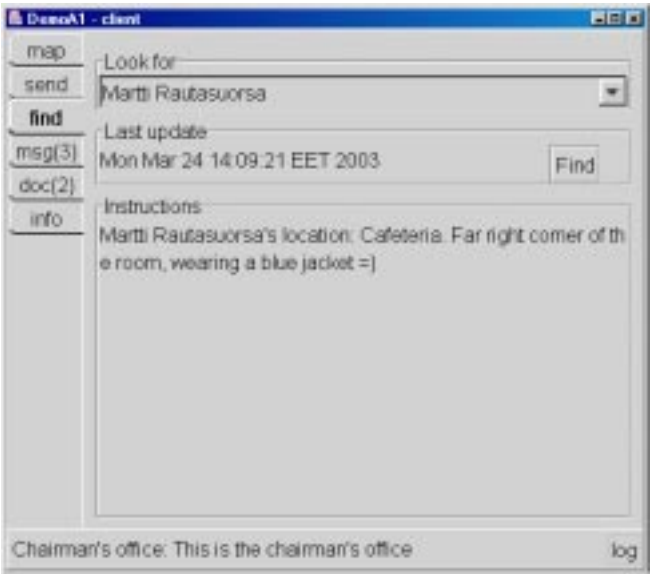 DemoA1 - client
map
send
find
msg(3)
doc(2)
info
Look for
Martti Rautasuorsa
Last update
Mon Mar 24 14:09:21 EET 2003
Find
Instructions
Martti Rautasuorsa's location: Cafeteria. Far right corner of th
e room, wearing a blue jacket =)
Chairman's office: This is the chairman's office
log